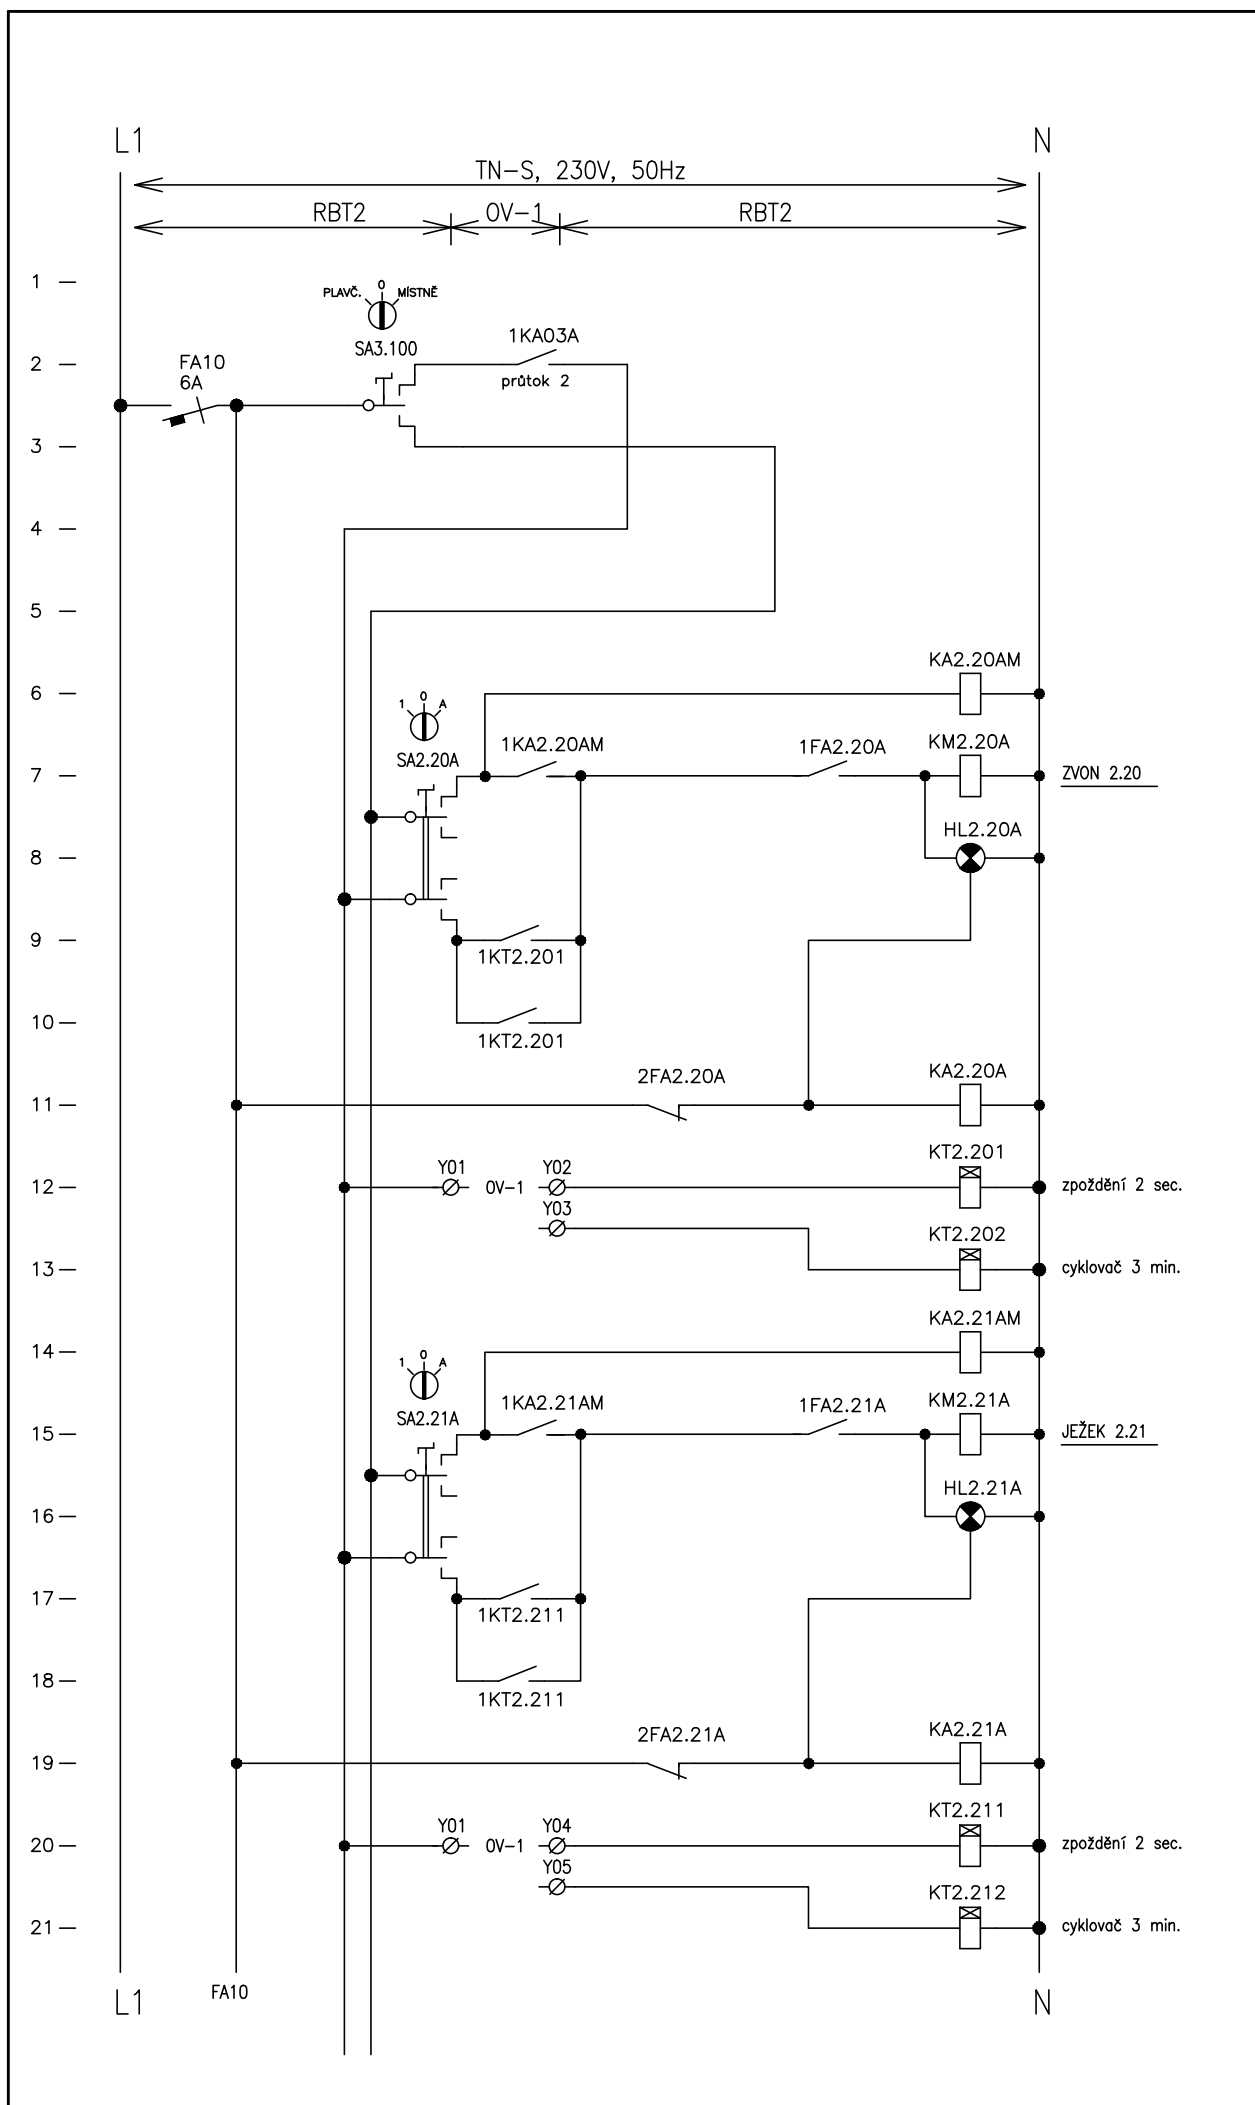 L1 N
TN-S, 230V, 50Hz
RBT2 OV-1 RBT2
1
PLAVČ. 0 MÍSTNĚ
SA3.100
1KA03A
2
průtok 2
FA10
6A
3
4
5
KA2.20AM
6
1 0 A
SA2.20A
1KA2.20AM 1FA2.20A KM2.20A
7 ZVON 2.20
HL2.20A
8
9
1KT2.201
10
1KT2.201
2FA2.20A KA2.20A
11
KT2.201
Y01 Y02
12 OV-1 zpoždění 2 sec.
Y03
KT2.202
13 cyklovač 3 min.
KA2.21AM
14
1 0 A
SA2.21A
1KA2.21AM 1FA2.21A KM2.21A
15 JEŽEK 2.21
HL2.21A
16
17
1KT2.211
18
1KT2.211
2FA2.21A KA2.21A
19
KT2.211
Y01 Y04
20 OV-1 zpoždění 2 sec.
Y05
KT2.212
21 cyklovač 3 min.
FA10
L1 N